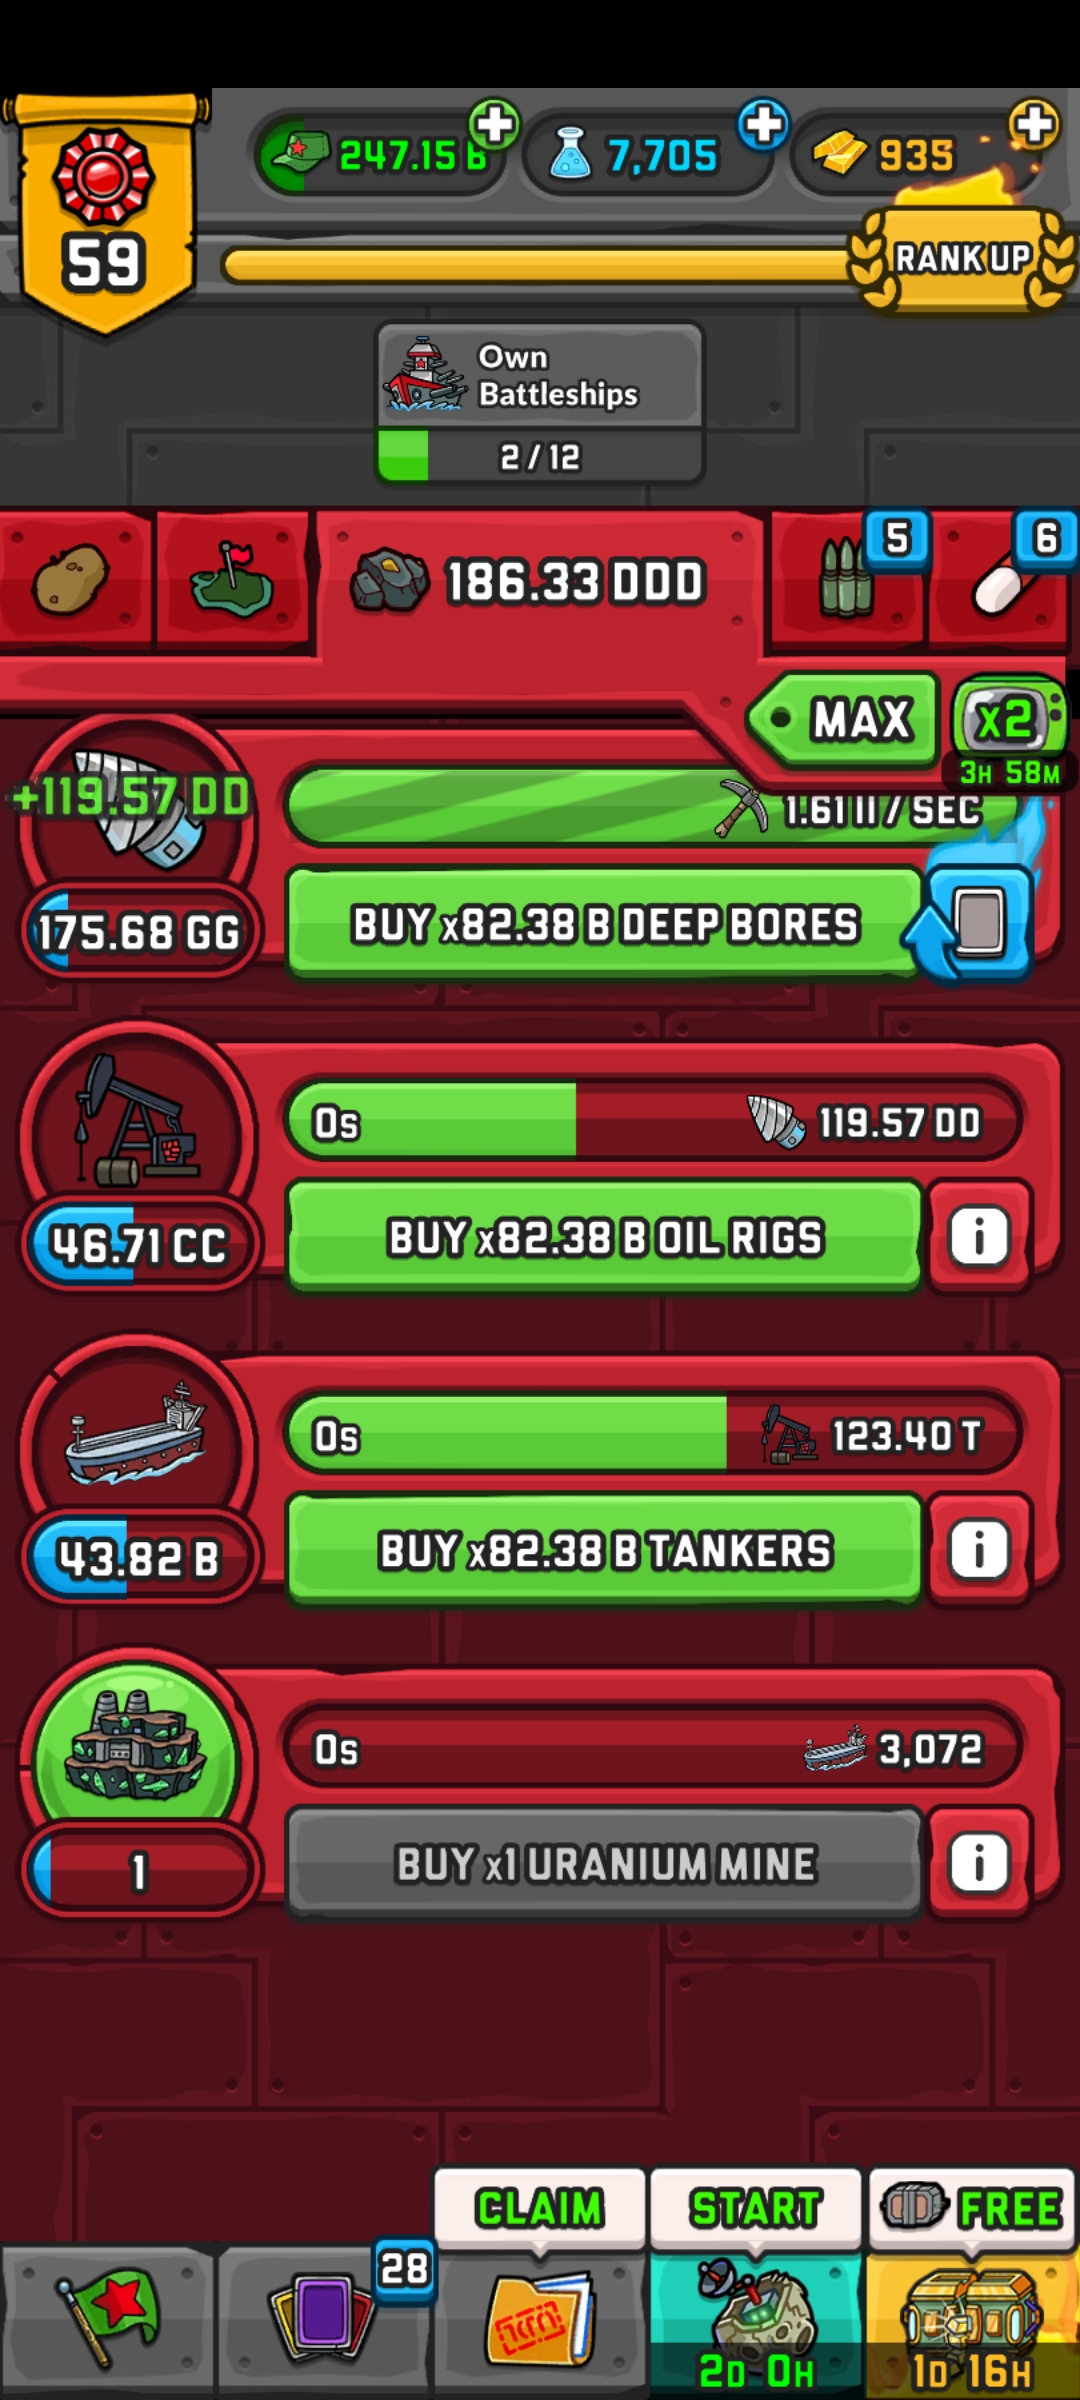 59
247.15 B
7,705
935
RANK UP
Own
Battleships
2 / 12
186.33 DDD
5
6
MAX
x2
3H 58M
+119.57 DD
1.61 II / SEC
175.68 GG
BUY x82.38 B DEEP BORES
0s
119.57 DD
46.71 CC
BUY x82.38 B OIL RIGS
i
0s
123.40 T
43.82 B
BUY x82.38 B TANKERS
i
0s
3,072
1
BUY x1 URANIUM MINE
i
CLAIM
START
FREE
28
2D 0H
1D 16H